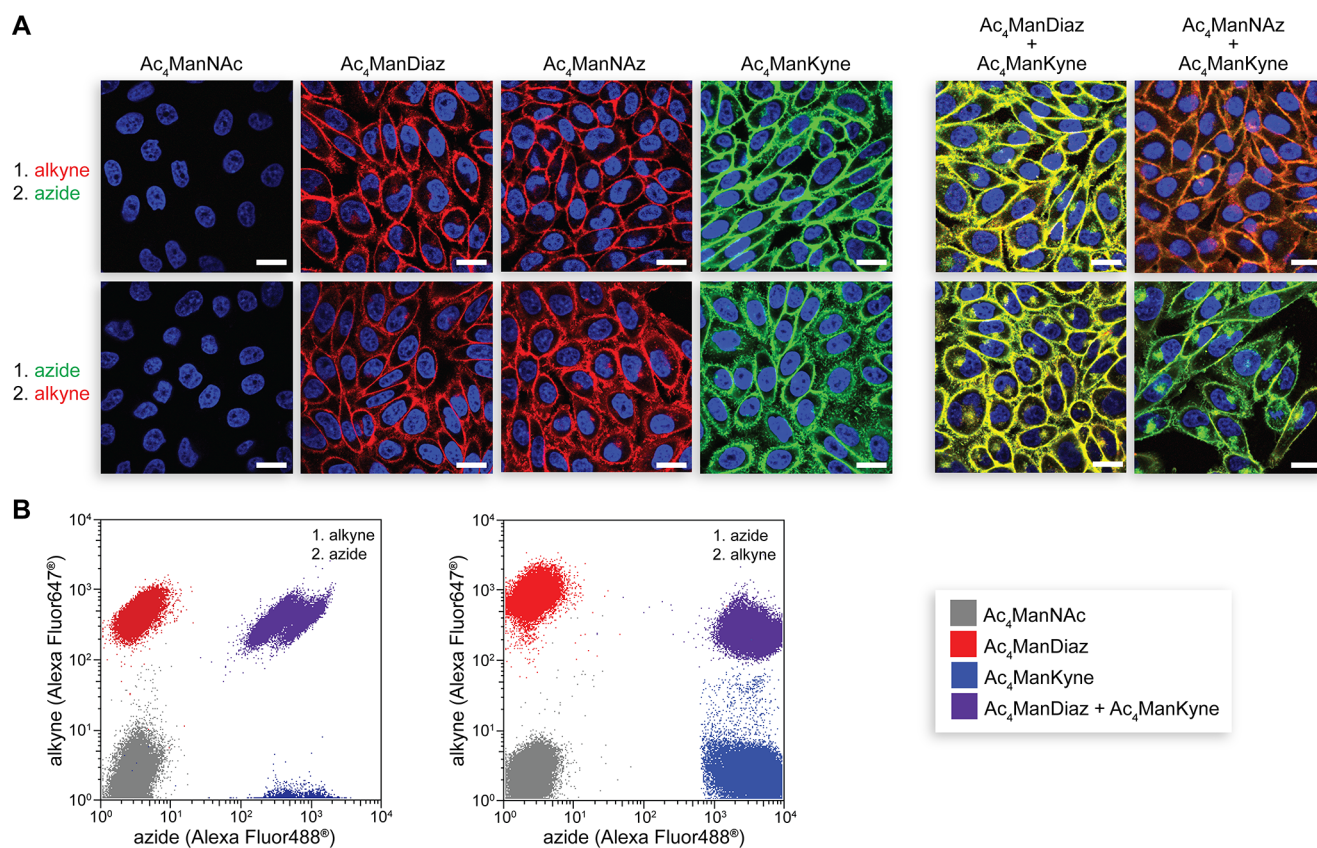 A
Ac₄ManNAc
Ac₄ManDiaz
Ac₄ManNAz
Ac₄ManKyne
Ac₄ManDiaz
+
Ac₄ManKyne
Ac₄ManNAz
+
Ac₄ManKyne
1. alkyne
2. azide
1. azide
2. alkyne
B
10⁴
10³
10²
10¹
10⁰
alkyne (Alexa Fluor647®)
1. alkyne
2. azide
10⁰ 10¹ 10² 10³ 10⁴
azide (Alexa Fluor488®)
10⁴
10³
10²
10¹
10⁰
alkyne (Alexa Fluor647®)
1. azide
2. alkyne
10⁰ 10¹ 10² 10³ 10⁴
azide (Alexa Fluor488®)
Ac₄ManNAc
Ac₄ManDiaz
Ac₄ManKyne
Ac₄ManDiaz + Ac₄ManKyne